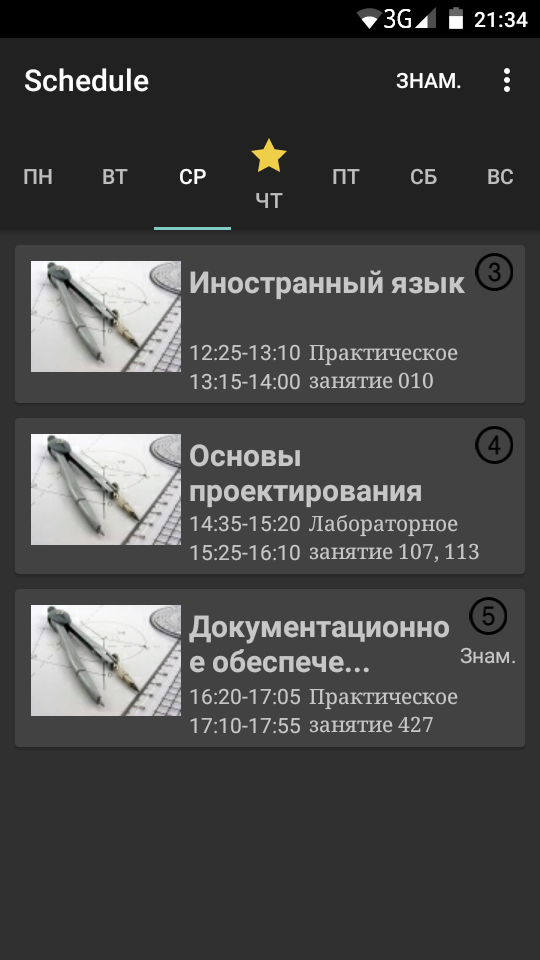 3G 21:34
Schedule ЗНАМ.
ПН ВТ СР ЧТ ПТ СБ ВС
Иностранный язык 3
12:25-13:10 Практическое
13:15-14:00 занятие 010
Основы 4
проектирования
14:35-15:20 Лабораторное
15:25-16:10 занятие 107, 113
Документационно 5
е обеспече... Знам.
16:20-17:05 Практическое
17:10-17:55 занятие 427